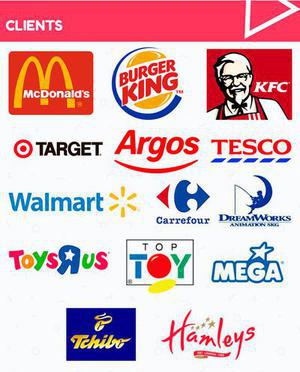 CLIENTS
McDonald's
BURGER
KING
KFC
TARGET
Argos
TESCO
Walmart
Carrefour
DREAMWORKS
ANIMATION SKG
TOYS R US
TOP
TOY
MEGA
Tchibo
Hamleys